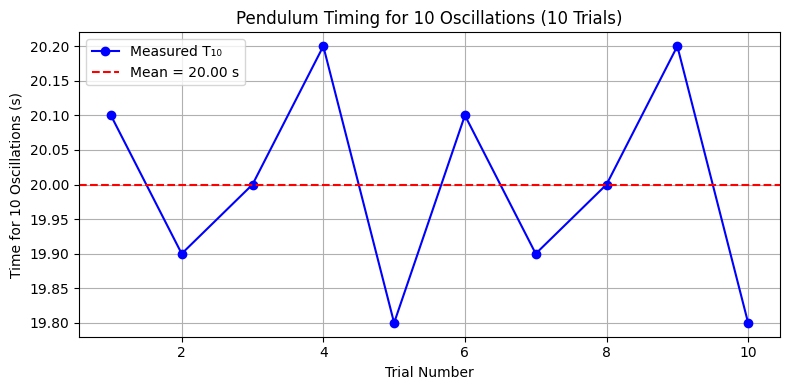 Pendulum Timing for 10 Oscillations (10 Trials)
Measured T₁₀
Mean = 20.00 s
Time for 10 Oscillations (s)
20.20
20.15
20.10
20.05
20.00
19.95
19.90
19.85
19.80
2 4 6 8 10
Trial Number